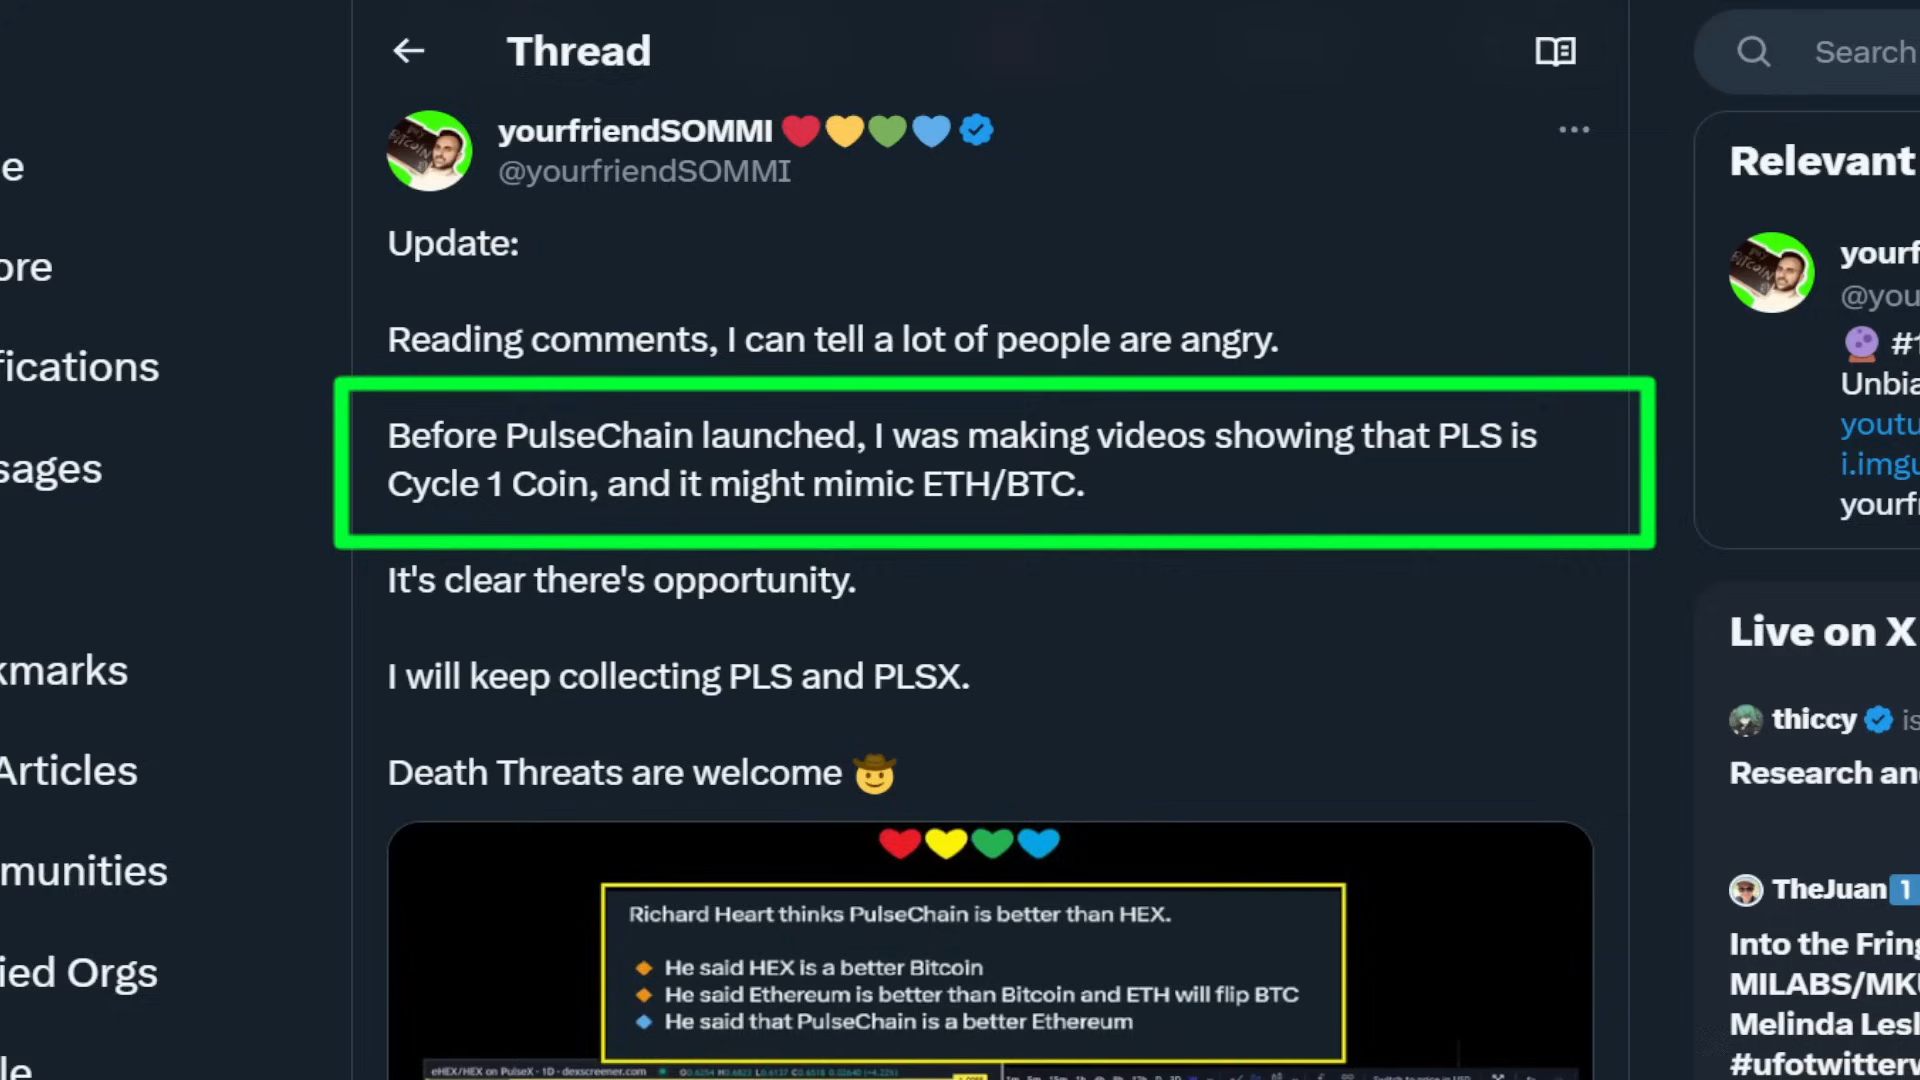 Thread
Search
yourfriendSOMMI
@yourfriendSOMMI
Update:
Reading comments, I can tell a lot of people are angry.
Before PulseChain launched, I was making videos showing that PLS is
Cycle 1 Coin, and it might mimic ETH/BTC.
It's clear there's opportunity.
I will keep collecting PLS and PLSX.
Death Threats are welcome 🤠
Richard Heart thinks PulseChain is better than HEX.
He said HEX is a better Bitcoin
He said Ethereum is better than Bitcoin and ETH will flip BTC
He said that PulseChain is a better Ethereum
eHEX/HEX on PulseX · 1D · dexscreener.com
e
ore
fications
sages
kmarks
Articles
munities
ied Orgs
le
Relevant
yourf
@you
#1
Unbia
youtu
i.imgu
yourfr
Live on X
thiccy is
Research an
TheJuan 1
Into the Fring
MILABS/MKU
Melinda Lesl
#ufotwitterw